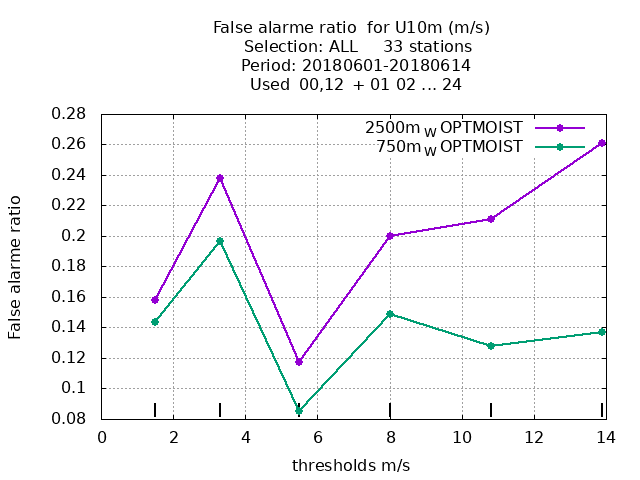 False alarme ratio  for U10m (m/s)
Selection: ALL     33 stations
Period: 20180601-20180614
Used  00,12  + 01 02 ... 24
2500m W OPTMOIST
750m W OPTMOIST
0.28
0.26
0.24
0.22
0.2
0.18
0.16
0.14
0.12
0.1
0.08
False alarme ratio
0 2 4 6 8 10 12 14
thresholds m/s